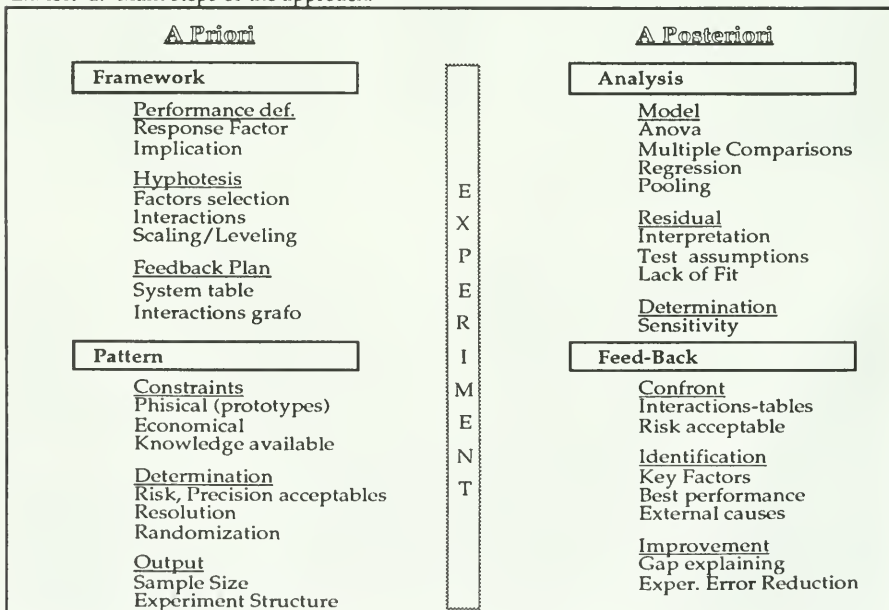 A Priori
Framework
Performance def.
Response Factor
Implication
Hyphotesis
Factors selection
Interactions
Scaling/Leveling
Feedback Plan
System table
Interactions grafo
Pattern
Constraints
Phisical (prototypes)
Economical
Knowledge available
Determination
Risk, Precision acceptables
Resolution
Randomization
Output
Sample Size
Experiment Structure
EXPERIMENT
A Posteriori
Analysis
Model
Anova
Multiple Comparisons
Regression
Pooling
Residual
Interpretation
Test assumptions
Lack of Fit
Determination
Sensitivity
Feed-Back
Confront
Interactions-tables
Risk acceptable
Identification
Key Factors
Best performance
External causes
Improvement
Gap explaining
Exper. Error Reduction